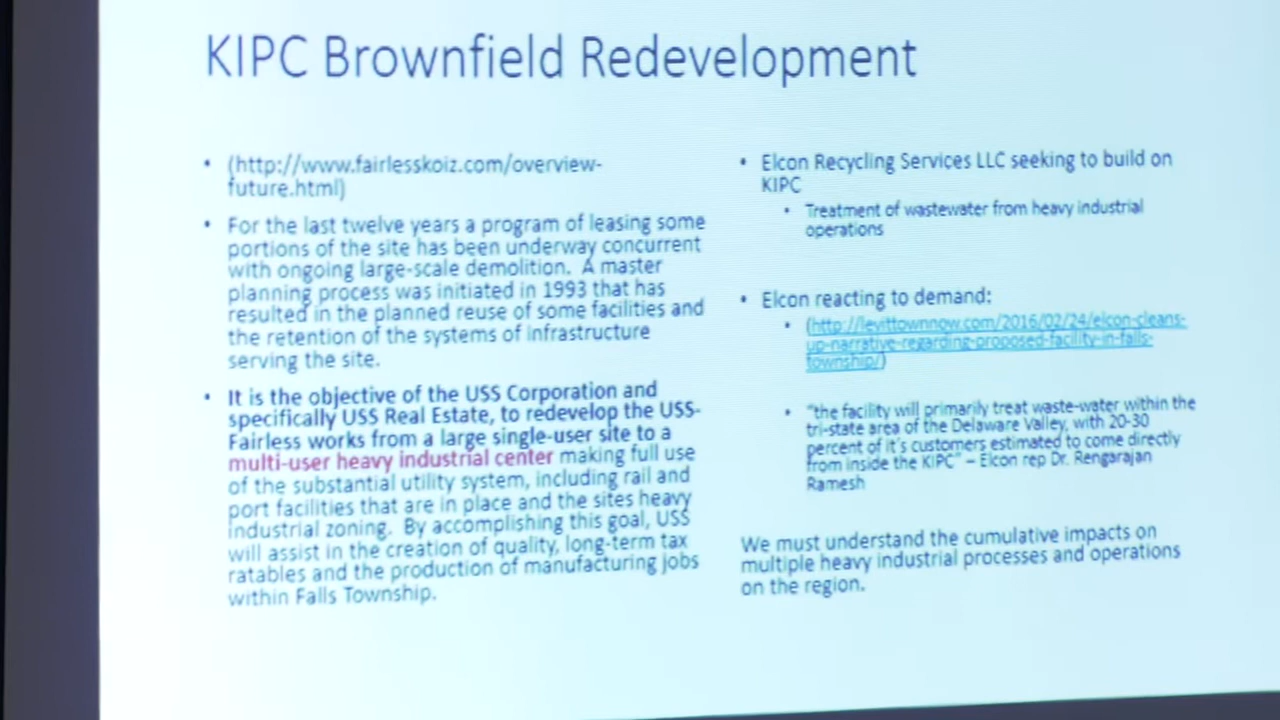 KIPC Brownfield Redevelopment
• (http://www.fairlesskoiz.com/overview-
future.html)
• For the last twelve years a program of leasing some
portions of the site has been underway concurrent
with ongoing large-scale demolition. A master
planning process was initiated in 1993 that has
resulted in the planned reuse of some facilities and
the retention of the systems of infrastructure
serving the site.
• It is the objective of the USS Corporation and
specifically USS Real Estate, to redevelop the USS-
Fairless works from a large single-user site to a
multi-user heavy industrial center making full use
of the substantial utility system, including rail and
port facilities that are in place and the sites heavy
industrial zoning. By accomplishing this goal, USS
will assist in the creation of quality, long-term tax
ratables and the production of manufacturing jobs
within Falls Township.
• Elcon Recycling Services LLC seeking to build on
KIPC
• Treatment of wastewater from heavy industrial
operations
• Elcon reacting to demand:
• (http://levittownnow.com/2016/02/24/elcon-cleans-
up-narrative-regarding-proposed-facility-in-falls-
township/)
• "the facility will primarily treat waste-water within the
tri-state area of the Delaware Valley, with 20-30
percent of it's customers estimated to come directly
from inside the KIPC" – Elcon rep Dr. Rengarajan
Ramesh
We must understand the cumulative impacts on
multiple heavy industrial processes and operations
on the region.